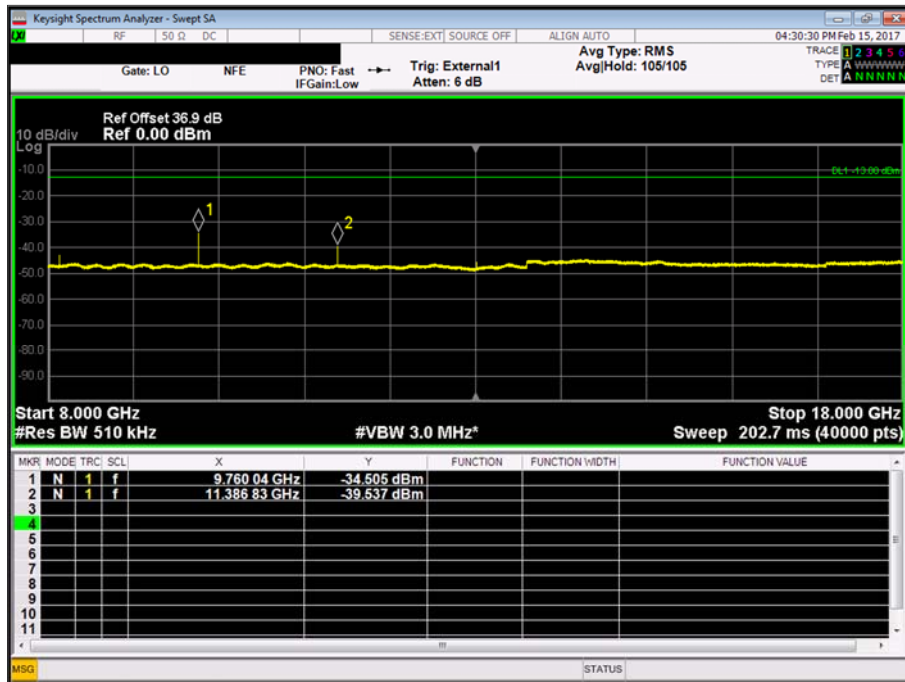 Keysight Spectrum Analyzer - Swept SA
LXI RF 50 Ω DC SENSE:EXT SOURCE OFF ALIGN AUTO 04:30:30 PM Feb 15, 2017
Avg Type: RMS TRACE 1 2 3 4 5 6
Gate: LO NFE PNO: Fast Trig: External1 Avg|Hold: 105/105 TYPE A WWWWW
IFGain:Low Atten: 6 dB DET A N N N N N
Ref Offset 36.9 dB
10 dB/div Ref 0.00 dBm
Log
-10.0
DL1 -13.00 dBm
-20.0
1
-30.0
2
-40.0
-50.0
-60.0
-70.0
-80.0
-90.0
Start 8.000 GHz Stop 18.000 GHz
#Res BW 510 kHz #VBW 3.0 MHz* Sweep 202.7 ms (40000 pts)
MKR MODE TRC SCL X Y FUNCTION FUNCTION WIDTH FUNCTION VALUE
1 N 1 f 9.760 04 GHz -34.505 dBm
2 N 1 f 11.386 83 GHz -39.537 dBm
3
4
5
6
7
8
9
10
11
MSG STATUS